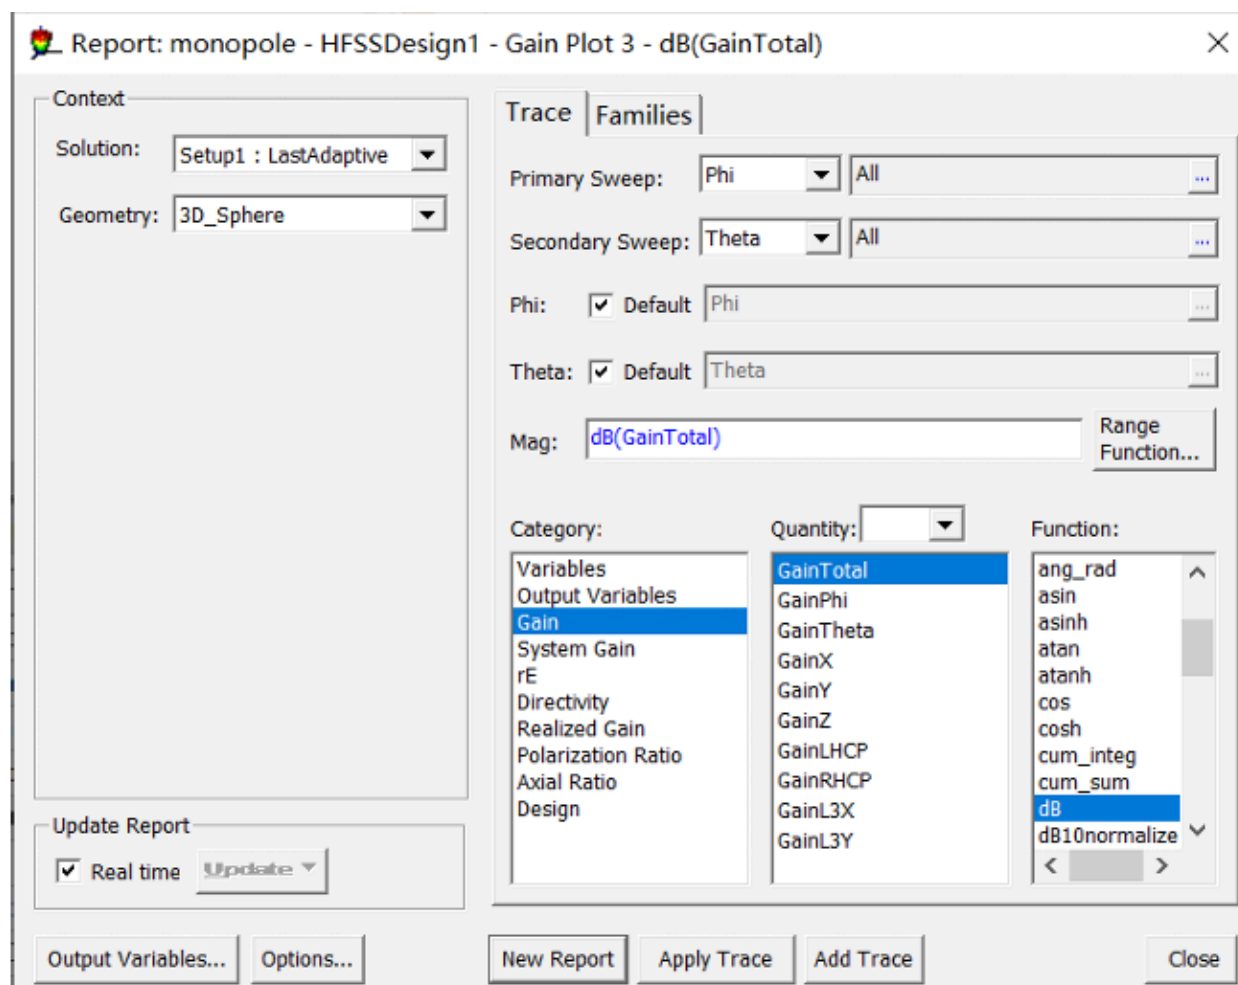 Report: monopole - HFSSDesign1 - Gain Plot 3 - dB(GainTotal)
Context
Solution: Setup1 : LastAdaptive
Geometry: 3D_Sphere
Update Report
Real time Update
Output Variables... Options...
Trace Families
Primary Sweep: Phi All ...
Secondary Sweep: Theta All ...
Phi: Default Phi ...
Theta: Default Theta ...
Mag: dB(GainTotal) Range
Function...
Category:
Variables
Output Variables
Gain
System Gain
rE
Directivity
Realized Gain
Polarization Ratio
Axial Ratio
Design
Quantity:
GainTotal
GainPhi
GainTheta
GainX
GainY
GainZ
GainLHCP
GainRHCP
GainL3X
GainL3Y
Function:
ang_rad
asin
asinh
atan
atanh
cos
cosh
cum_integ
cum_sum
dB
dB10normalize
New Report Apply Trace Add Trace Close